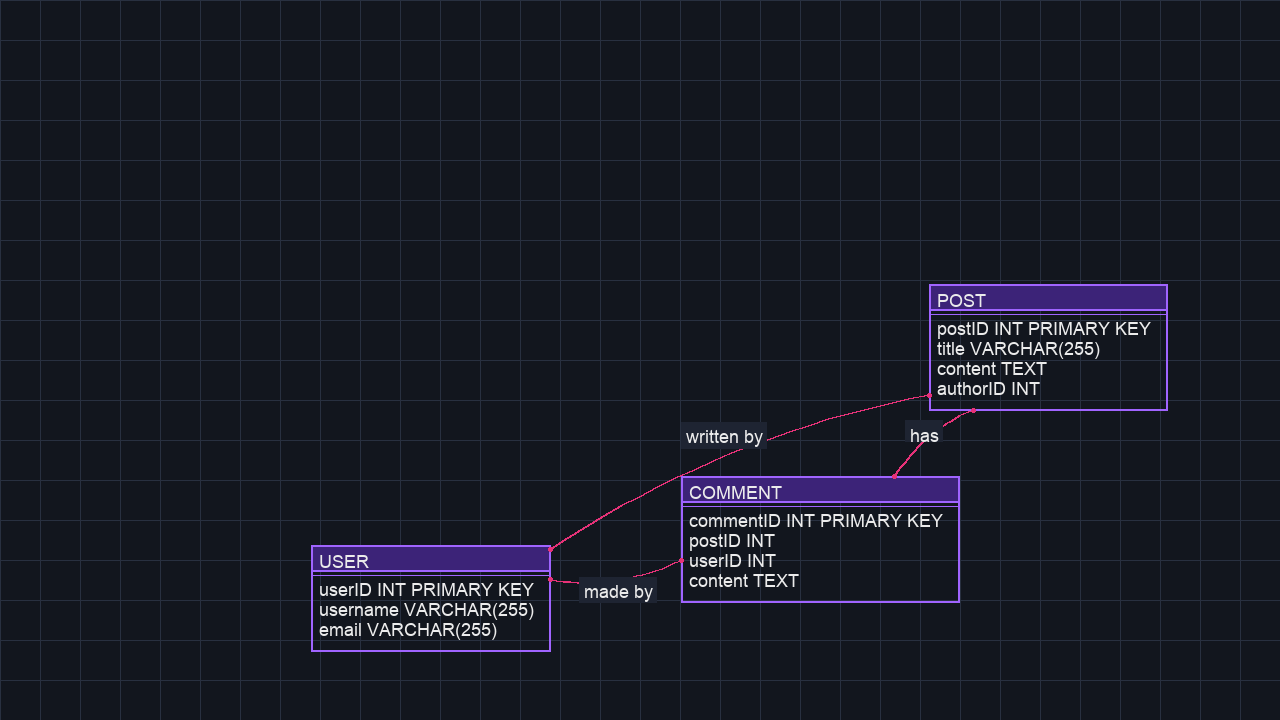 POST
postID INT PRIMARY KEY
title VARCHAR(255)
content TEXT
authorID INT
written by
has
COMMENT
commentID INT PRIMARY KEY
postID INT
userID INT
content TEXT
USER
userID INT PRIMARY KEY
username VARCHAR(255)
email VARCHAR(255)
made by